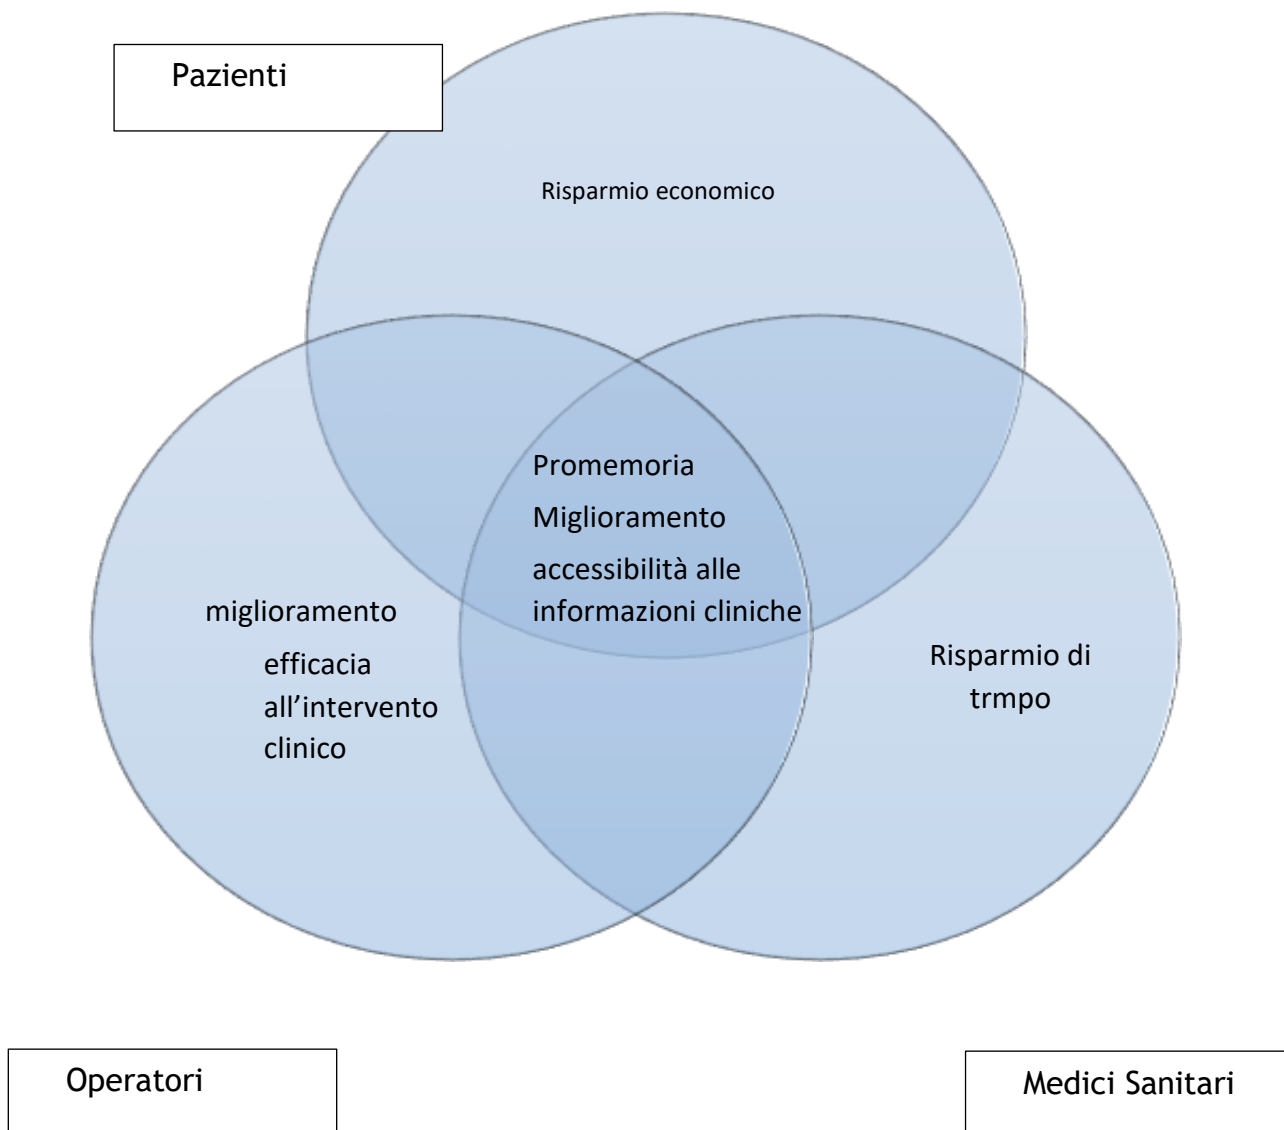 Pazienti
Risparmio economico
Promemoria
Miglioramento
accessibilità alle
informazioni cliniche
miglioramento
efficacia
all’intervento
clinico
Risparmio di
trmpo
Operatori
Medici Sanitari